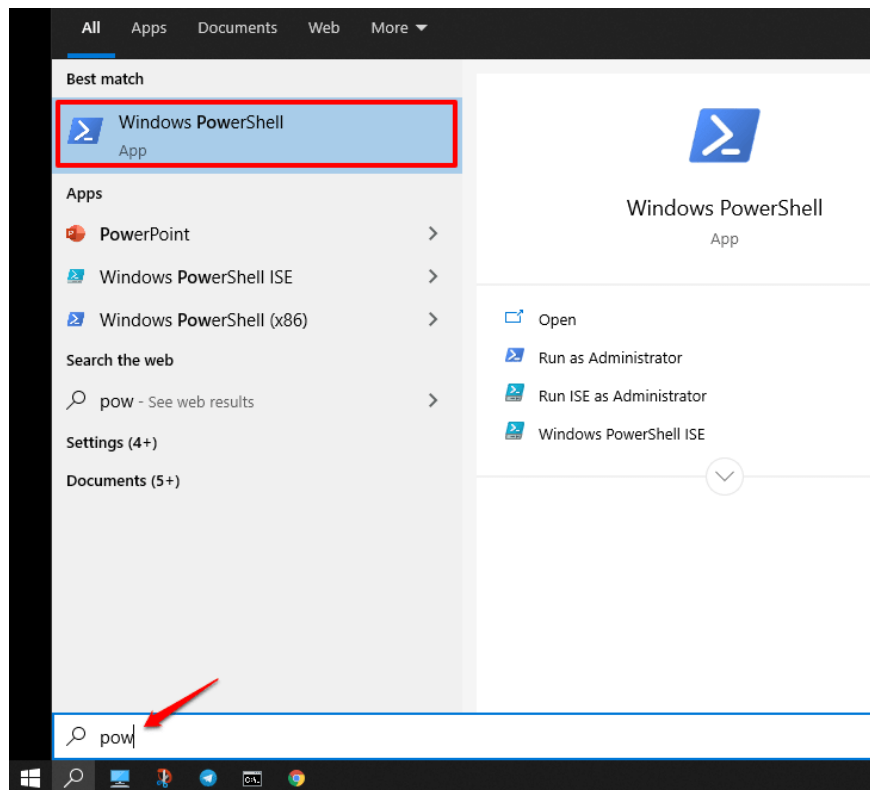 All Apps Documents Web More
Best match
Windows PowerShell
App
Apps
PowerPoint
Windows PowerShell ISE
Windows PowerShell (x86)
Search the web
pow - See web results
Settings (4+)
Documents (5+)
Windows PowerShell
App
Open
Run as Administrator
Run ISE as Administrator
Windows PowerShell ISE
pow